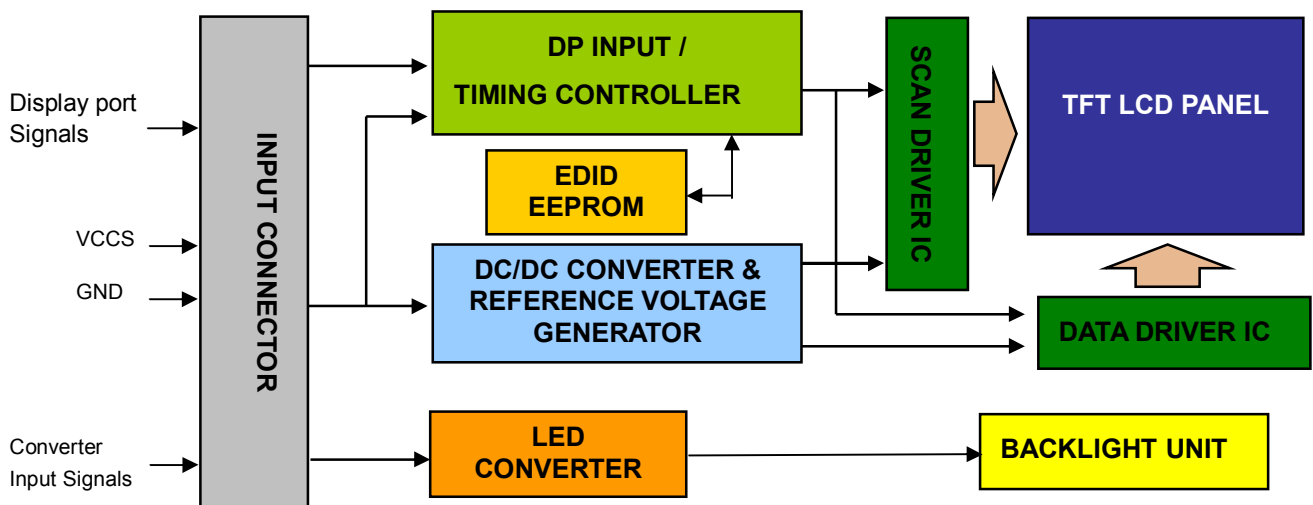 Display port
Signals
VCCS
GND
Converter
Input Signals
INPUT CONNECTOR
DP INPUT /
TIMING CONTROLLER
EDID
EEPROM
DC/DC CONVERTER &
REFERENCE VOLTAGE
GENERATOR
LED
CONVERTER
SCAN DRIVER IC
TFT LCD PANEL
DATA DRIVER IC
BACKLIGHT UNIT